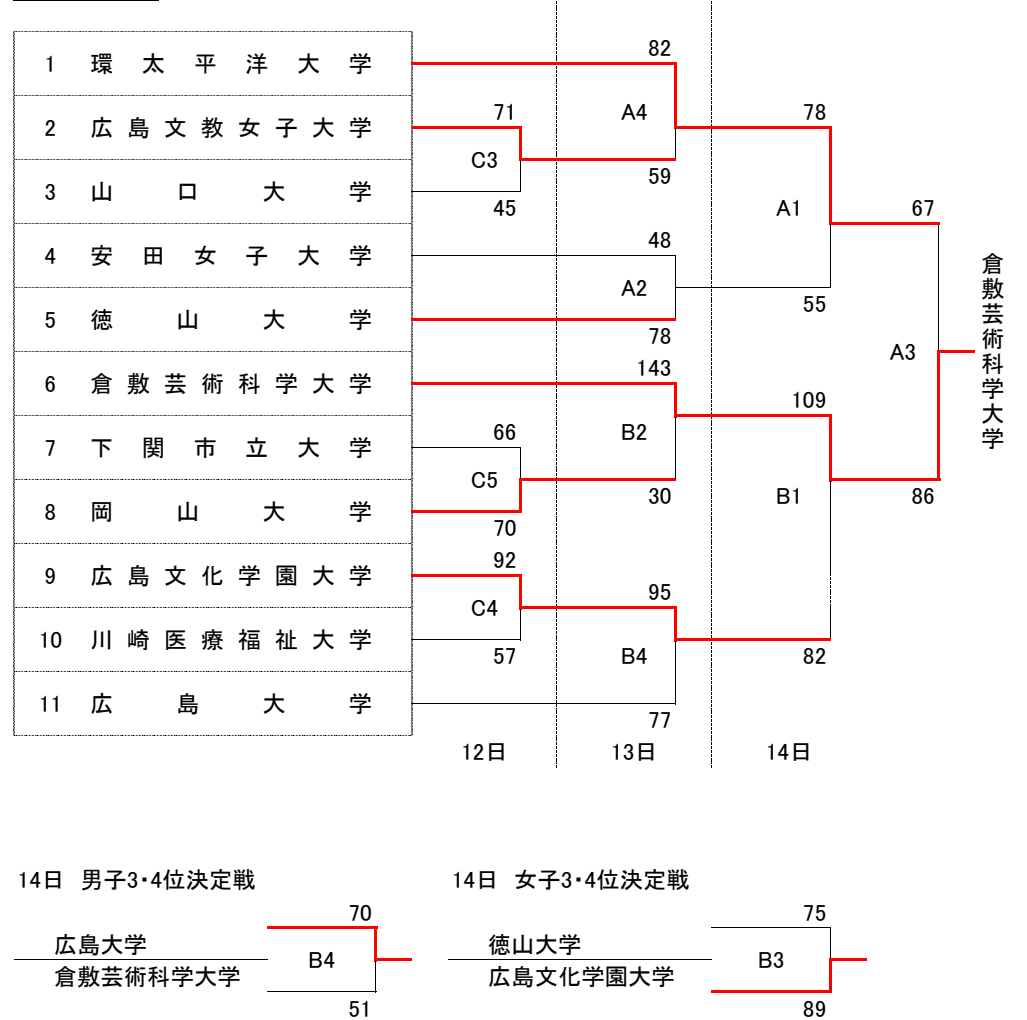 1 環太平洋大学
2 広島文教女子大学
3 山口大学
4 安田女子大学
5 徳山大学
6 倉敷芸術科学大学
7 下関市立大学
8 岡山大学
9 広島文化学園大学
10 川崎医療福祉大学
11 広島大学
71
C3
45
66
C5
70
92
C4
57
82
A4
59
48
A2
78
143
B2
30
95
B4
77
78
A1
55
109
B1
82
67
A3
86
倉敷芸術科学大学
12日
13日
14日
14日 男子3・4位決定戦
70
広島大学
B4
倉敷芸術科学大学
51
14日 女子3・4位決定戦
75
徳山大学
B3
広島文化学園大学
89